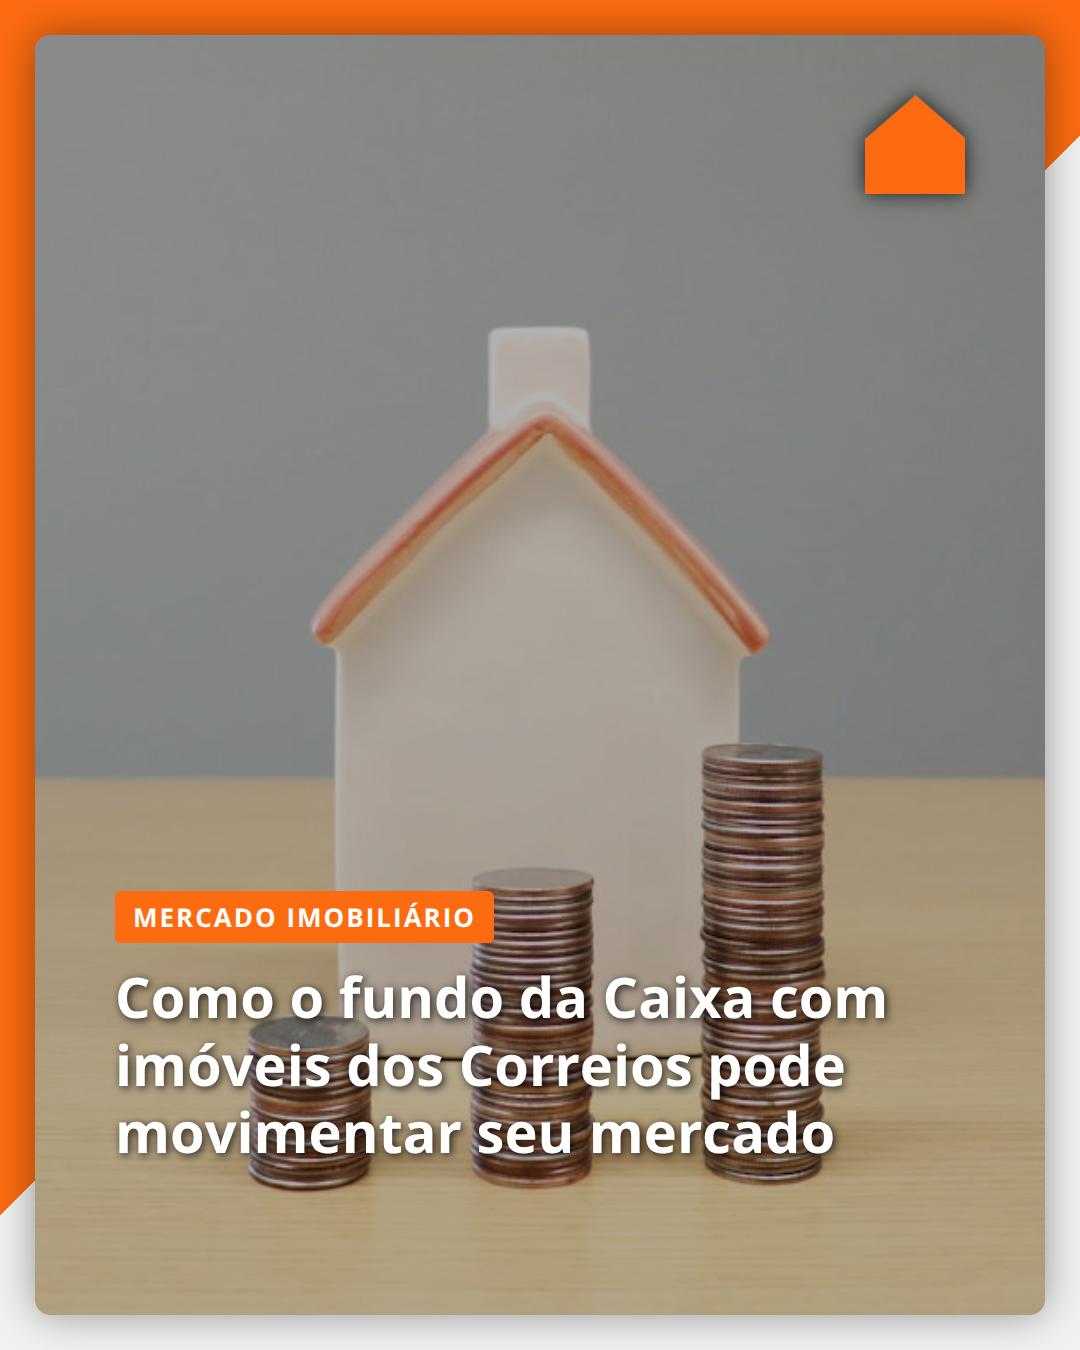 MERCADO IMOBILIÁRIO
Como o fundo da Caixa com
imóveis dos Correios pode
movimentar seu mercado